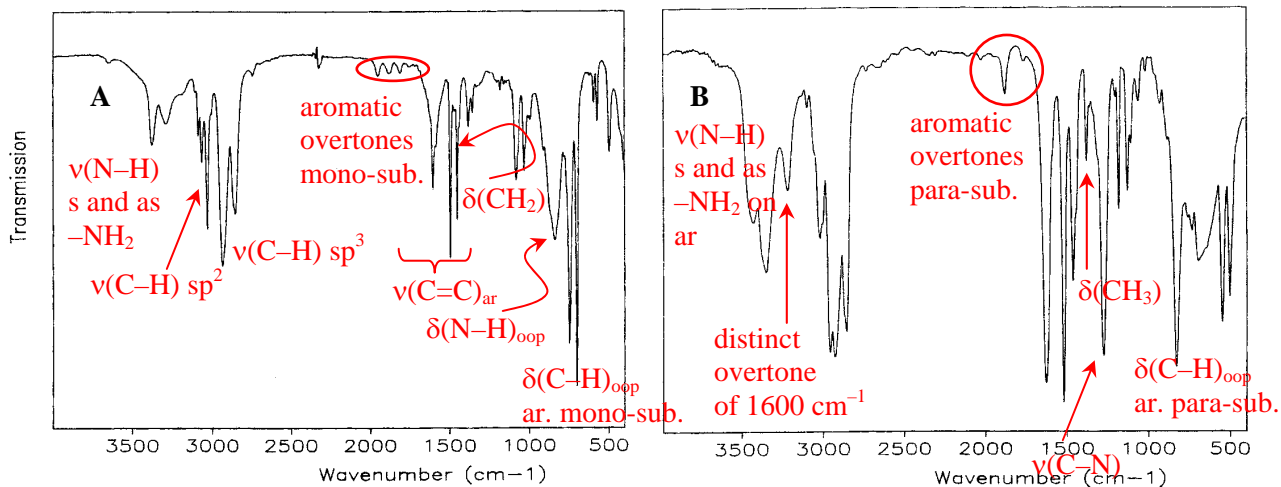 A
aromatic
overtones
mono-sub.
ν(N–H)
s and as
–NH₂
ν(C–H) sp²
ν(C–H) sp³
δ(CH₂)
ν(C=C)ar
δ(N–H)oop
δ(C–H)oop
ar. mono-sub.
Transmission
3500 3000 2500 2000 1500 1000 500
Wavenumber (cm-1)
B
ν(N–H)
s and as
–NH₂ on
ar
aromatic
overtones
para-sub.
distinct
overtone
of 1600 cm⁻¹
δ(CH₃)
δ(C–H)oop
ar. para-sub.
ν(C–N)
3500 3000 2500 2000 1500 1000 500
Wavenumber (cm-1)